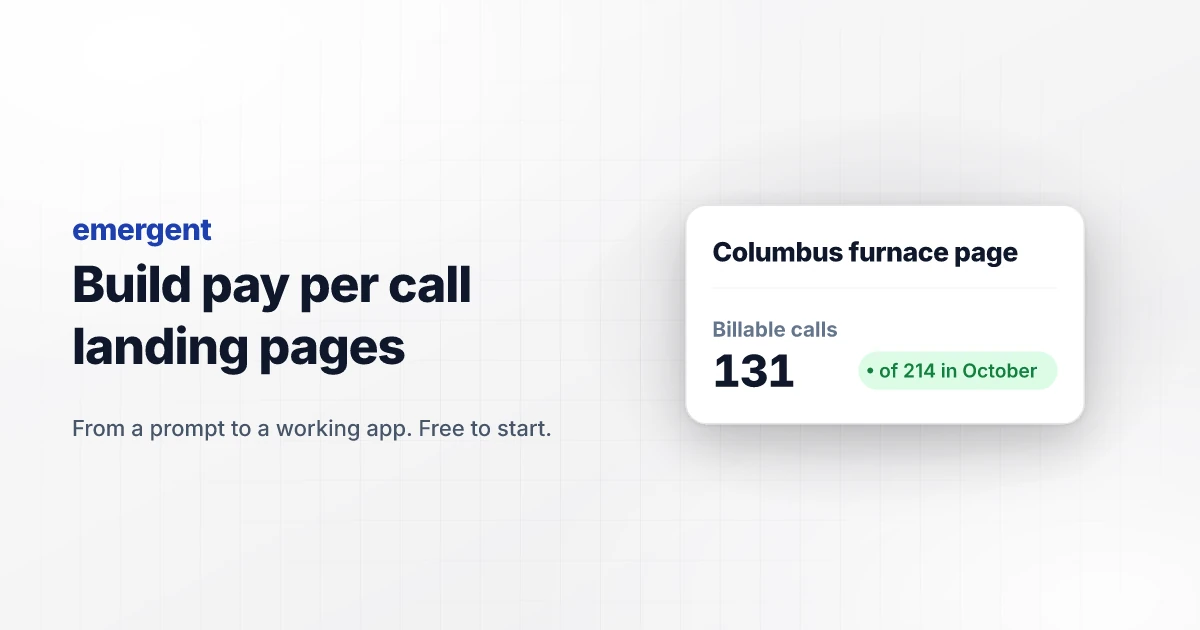 emergent
Build pay per call
landing pages
From a prompt to a working app. Free to start.
Columbus furnace page
Billable calls
131
• of 214 in October